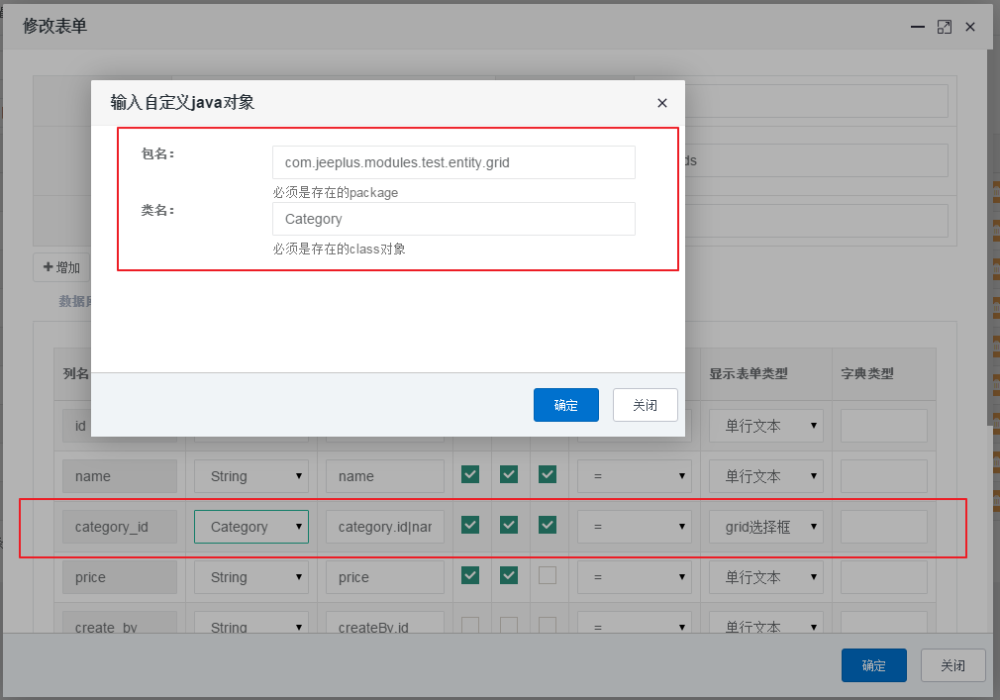 修改表单
输入自定义java对象
包名：
com.jeeplus.modules.test.entity.grid
必须是存在的package
类名：
Category
必须是存在的class对象
ds
增加
确定 关闭
列名 显示表单类型 字典类型
id 单行文本
name String name = 单行文本
category_id Category category.id|nar = grid选择框
price String price = 单行文本
create_by String createBy.id = 单行文本
确定 关闭